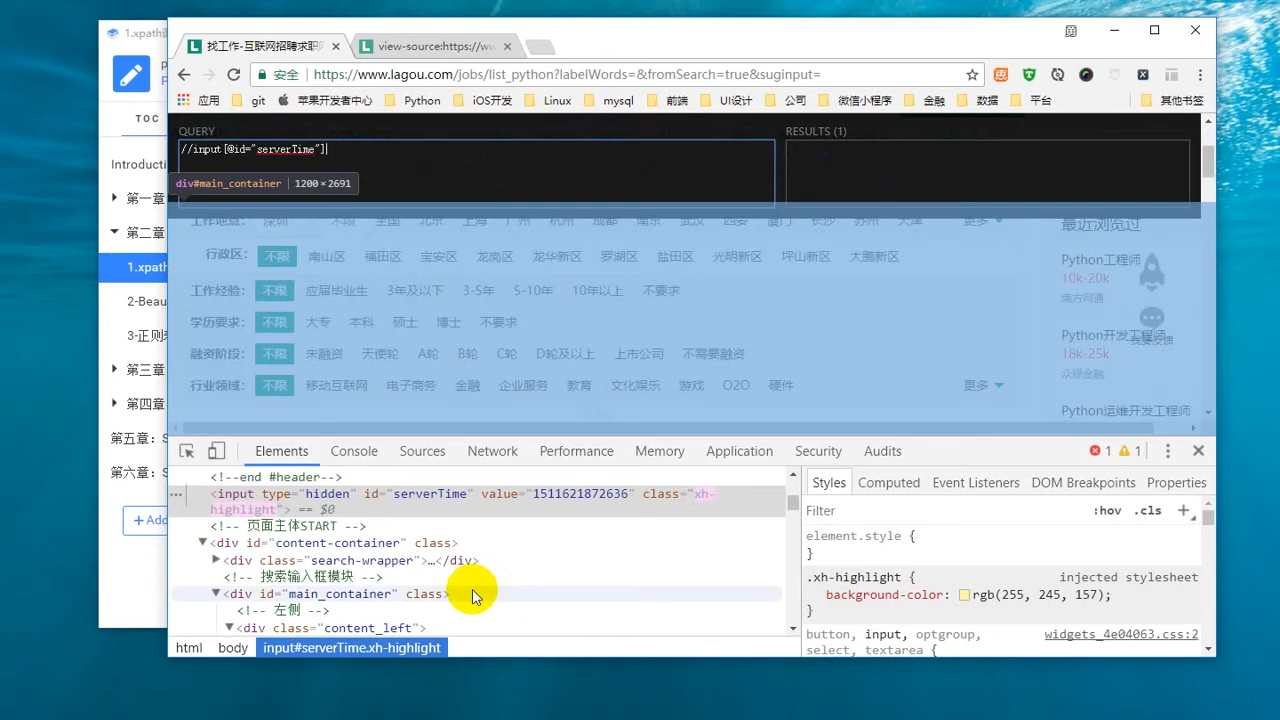 1.xpath
找工作-互联网招聘求职
view-source:https://ww
安全
https://www.lagou.com/jobs/list_python?labelWords=&fromSearch=true&suginput=
应用 git 苹果开发者中心 Python iOS开发 Linux mysql 前端 UI设计 公司 微信小程序 金融 数据 平台 其他书签
TOC
QUERY
RESULTS (1)
//input[@id="serverTime"]
div#main_container 1200 × 2691
Introduct
第一章
第二章
1.xpath
2-Beau
3-正则
第三章
第四章
第五章：S
第六章：S
+ Add
工作地点： 深圳 不限 全国 北京 上海 广州 杭州 成都 南京 武汉 西安 厦门 长沙 苏州 天津 更多
行政区： 不限 南山区 福田区 宝安区 龙岗区 龙华新区 罗湖区 盐田区 光明新区 坪山新区 大鹏新区
工作经验： 不限 应届毕业生 3年及以下 3-5年 5-10年 10年以上 不要求
学历要求： 不限 大专 本科 硕士 博士 不要求
融资阶段： 不限 未融资 天使轮 A轮 B轮 C轮 D轮及以上 上市公司 不需要融资
行业领域： 不限 移动互联网 电子商务 金融 企业服务 教育 文化娱乐 游戏 O2O 硬件 更多
最近浏览过
Python工程师
10k-20k
南方网通
Python开发工程师
我要反馈
18k-25k
众禄金融
Python运维开发工程师
Elements Console Sources Network Performance Memory Application Security Audits 1 1
<!--end #header-->
<input type="hidden" id="serverTime" value="1511621872636" class="xh-
highlight"> == $0
<!-- 页面主体START -->
<div id="content-container" class>
<div class="search-wrapper">…</div>
<!-- 搜索输入框模块 -->
<div id="main_container" class>
<!-- 左侧 -->
<div class="content_left">
html body input#serverTime.xh-highlight
Styles Computed Event Listeners DOM Breakpoints Properties
Filter :hov .cls +
element.style {
}
.xh-highlight { injected stylesheet
background-color: rgb(255, 245, 157);
}
button, input, optgroup, widgets_4e04063.css:2
select, textarea {